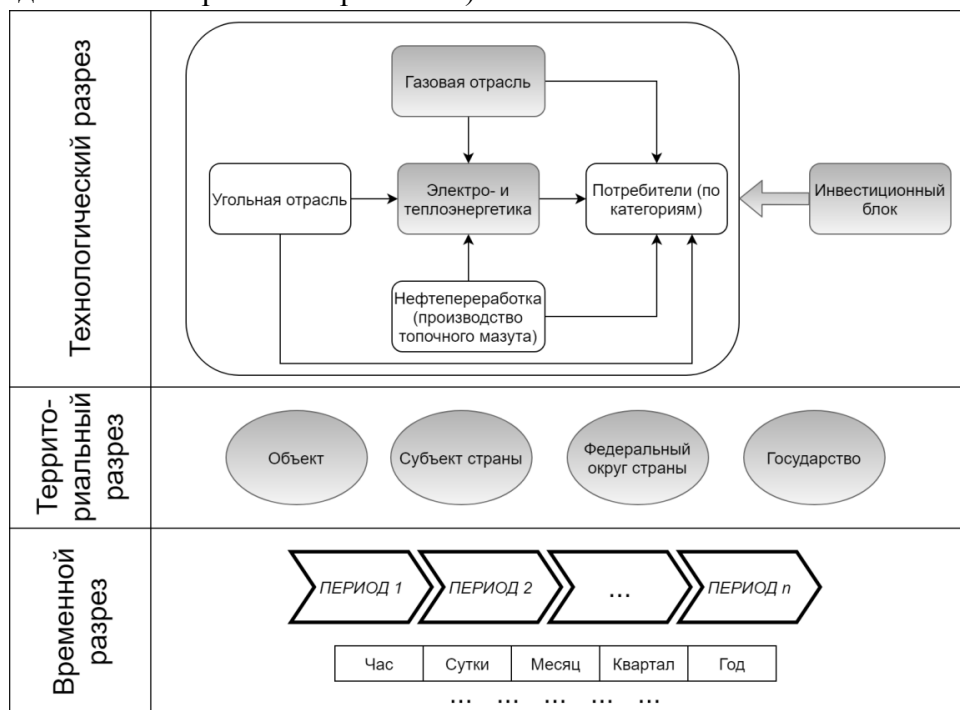 Технологический разрез
Газовая отрасль
Угольная отрасль
Электро- и
теплоэнергетика
Потребители (по
категориям)
Инвестиционный
блок
Нефтепереработка
(производство
топочного мазута)
Террито-
риальный
разрез
Объект
Субъект страны
Федеральный
округ страны
Государство
Временной
разрез
ПЕРИОД 1
ПЕРИОД 2
...
ПЕРИОД n
Час
Сутки
Месяц
Квартал
Год
... ... ... ... ...